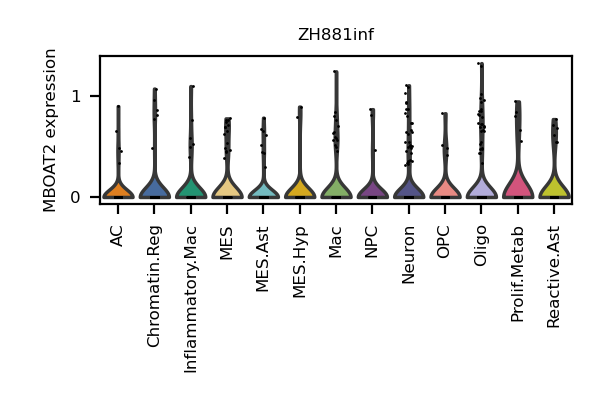 ZH881inf
MBOAT2 expression
1
0
AC
Chromatin.Reg
Inflammatory.Mac
MES
MES.Ast
MES.Hyp
Mac
NPC
Neuron
OPC
Oligo
Prolif.Metab
Reactive.Ast